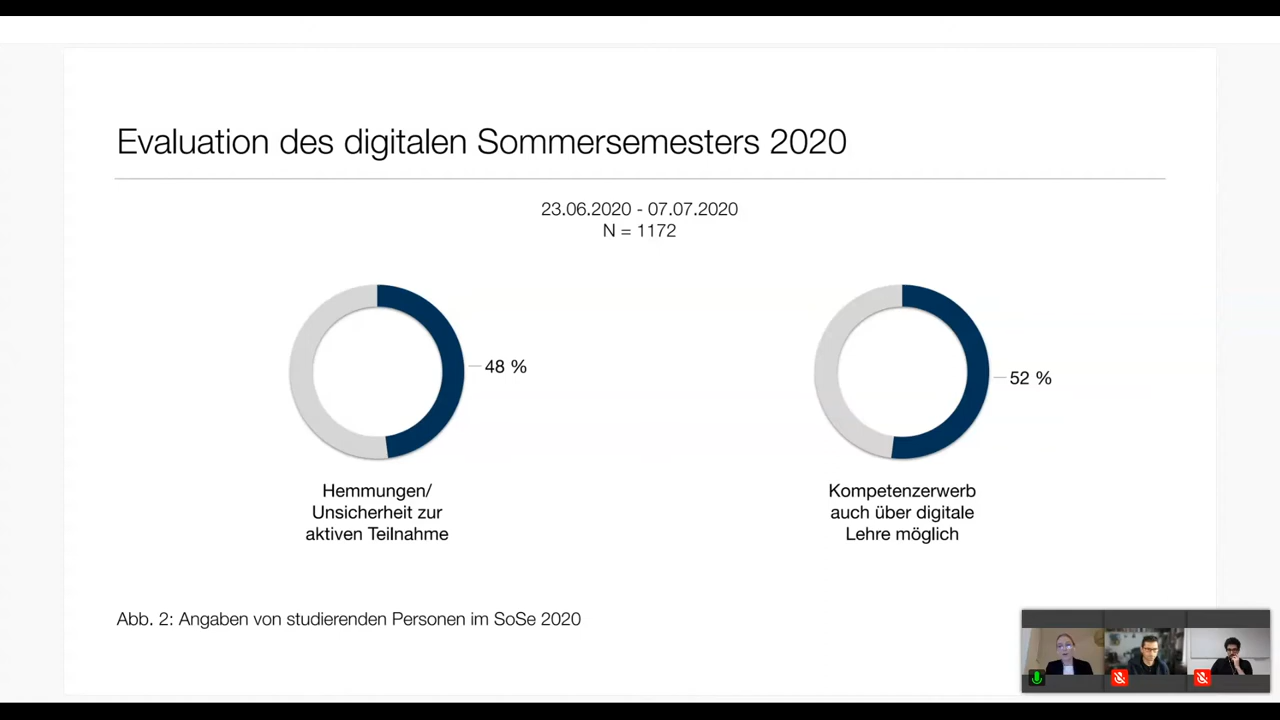 Evaluation des digitalen Sommersemesters 2020
23.06.2020 - 07.07.2020
N = 1172
48 %
52 %
Hemmungen/
Unsicherheit zur
aktiven Teilnahme
Kompetenzerwerb
auch über digitale
Lehre möglich
Abb. 2: Angaben von studierenden Personen im SoSe 2020